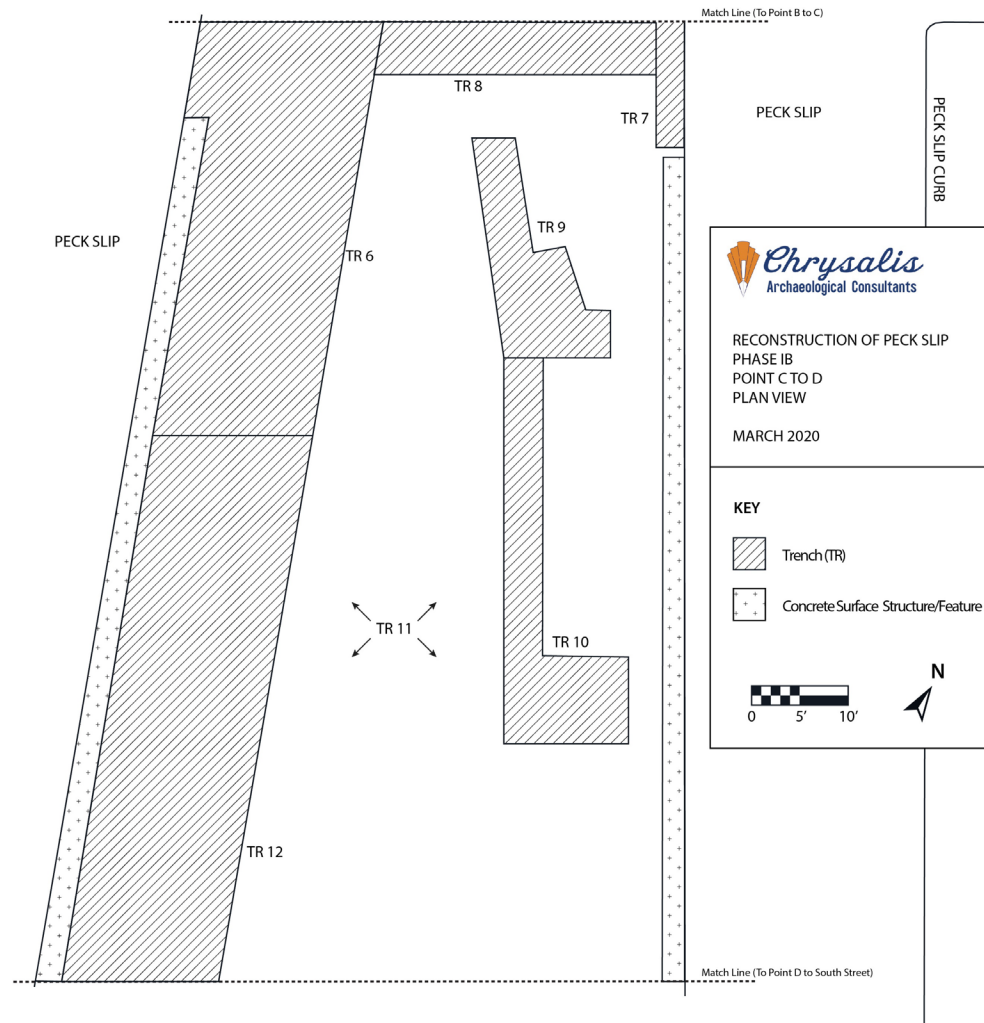 Match Line (To Point B to C)
TR 8
TR 7
PECK SLIP
PECK SLIP CURB
TR 9
PECK SLIP
TR 6
Chrysalis
Archaeological Consultants
RECONSTRUCTION OF PECK SLIP
PHASE IB
POINT C TO D
PLAN VIEW
MARCH 2020
KEY
Trench (TR)
Concrete Surface Structure/Feature
TR 11
TR 10
N
0 5' 10'
TR 12
Match Line (To Point D to South Street)